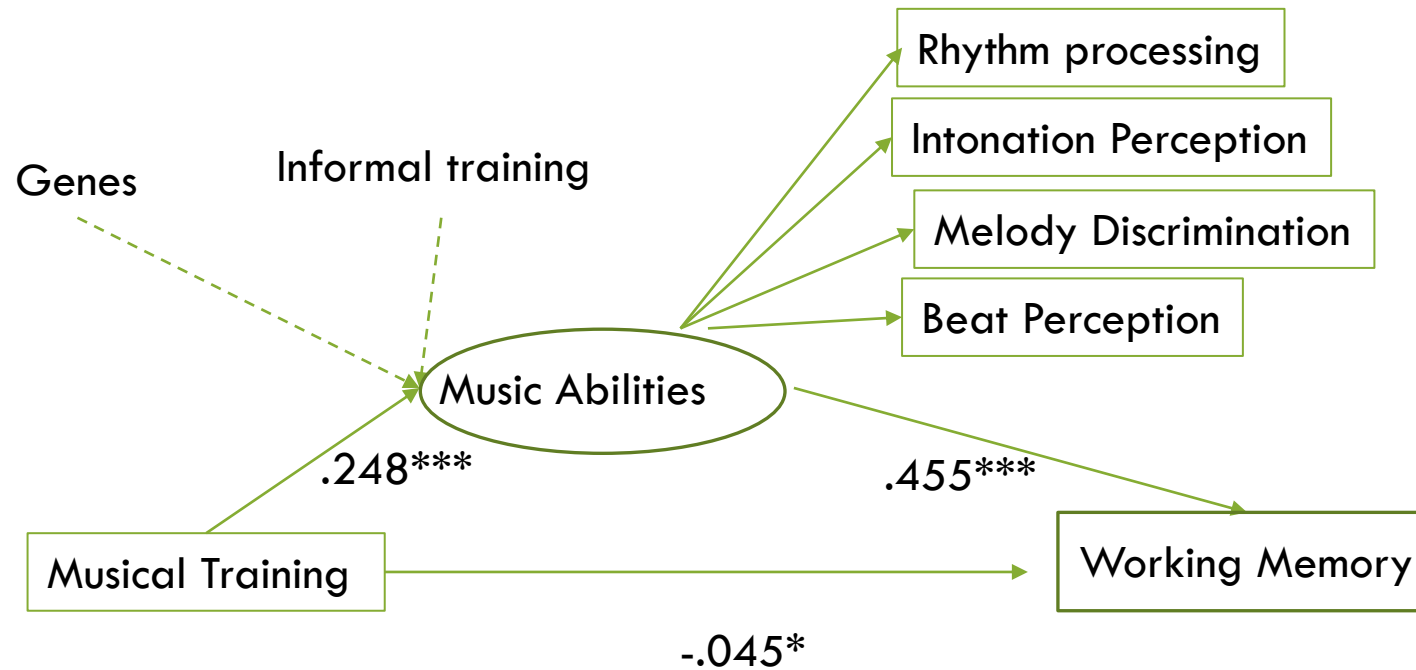 Rhythm processing
Intonation Perception
Informal training
Genes
Melody Discrimination
Beat Perception
Music Abilities
.248***
.455***
Musical Training
Working Memory
-.045*